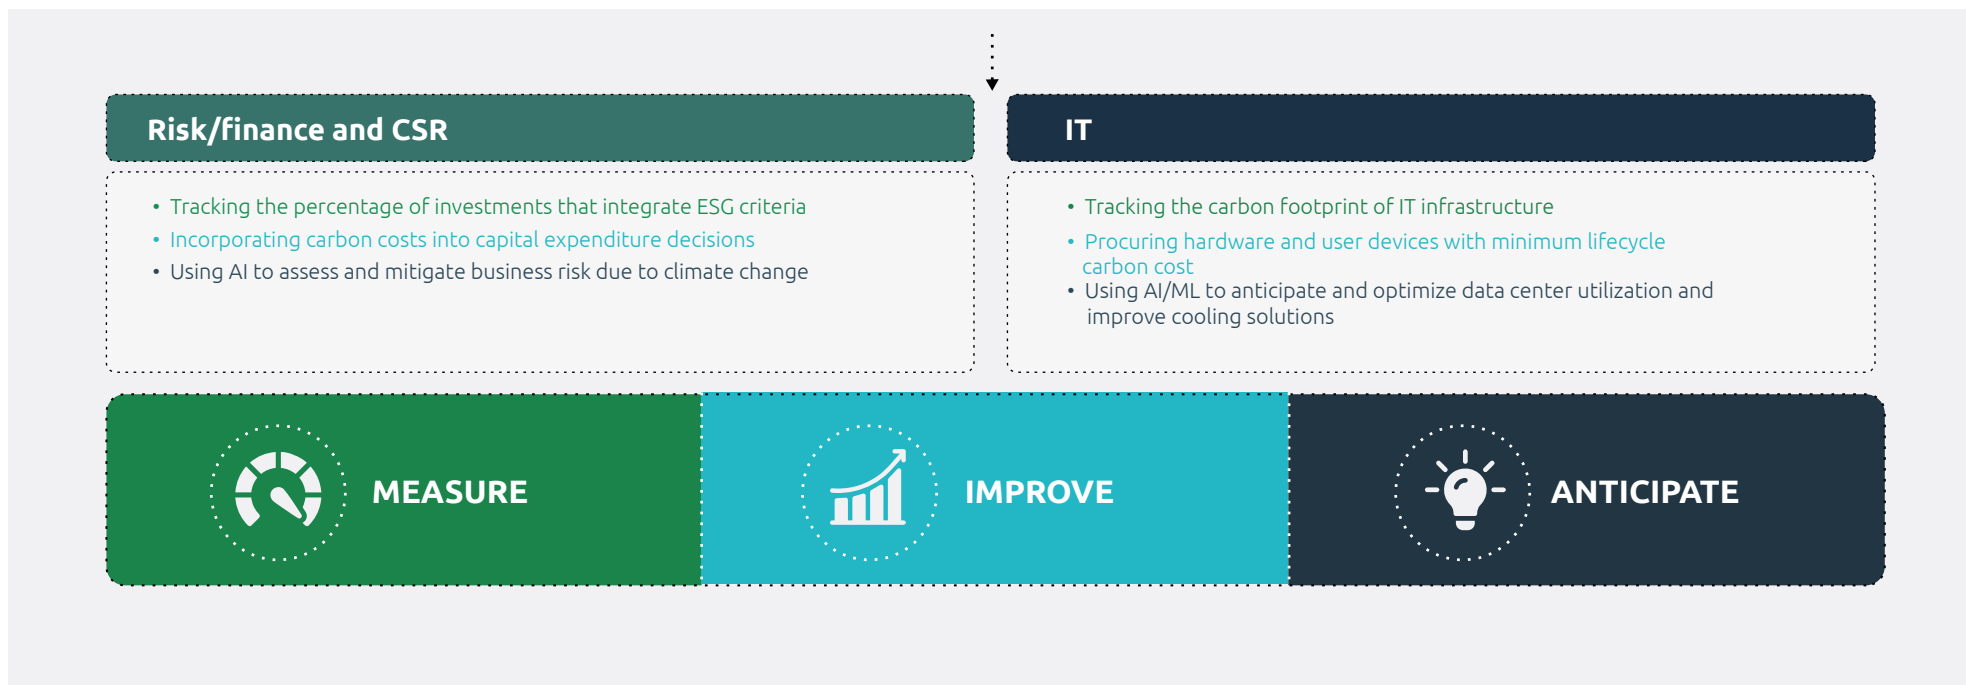 Risk/finance and CSR
• Tracking the percentage of investments that integrate ESG criteria
• Incorporating carbon costs into capital expenditure decisions
• Using AI to assess and mitigate business risk due to climate change
IT
• Tracking the carbon footprint of IT infrastructure
• Procuring hardware and user devices with minimum lifecycle
carbon cost
• Using AI/ML to anticipate and optimize data center utilization and
improve cooling solutions
MEASURE
IMPROVE
ANTICIPATE